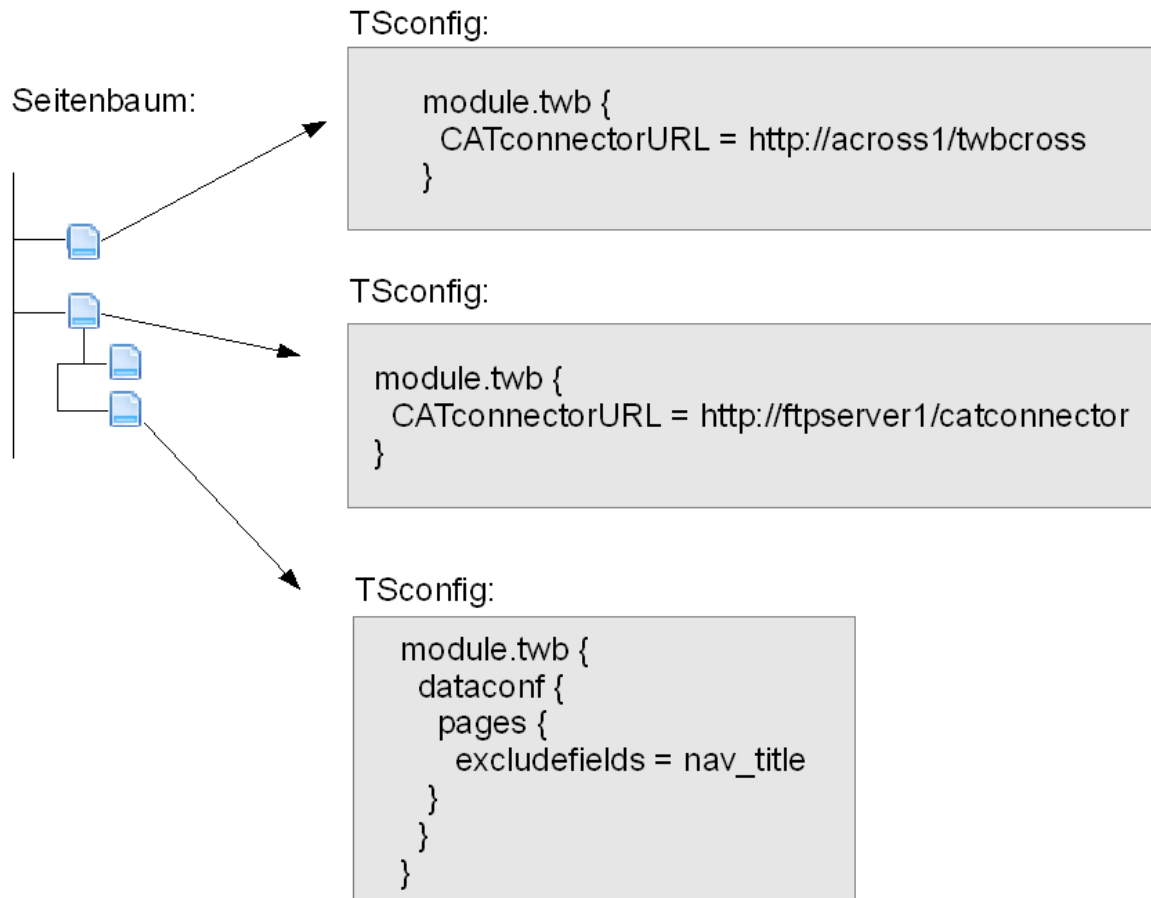 Seitenbaum:
TSconfig:
module.twb {
CATconnectorURL = http://across1/twbcross
}
TSconfig:
module.twb {
CATconnectorURL = http://ftpserver1/catconnector
}
TSconfig:
module.twb {
dataconf {
pages {
excludefields = nav_title
}
}
}